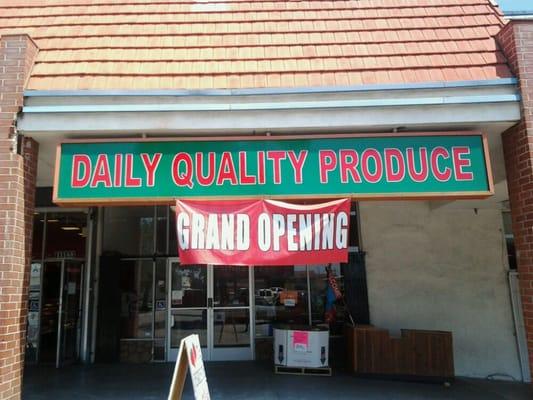 DAILY QUALITY PRODUCE
GRAND OPENING